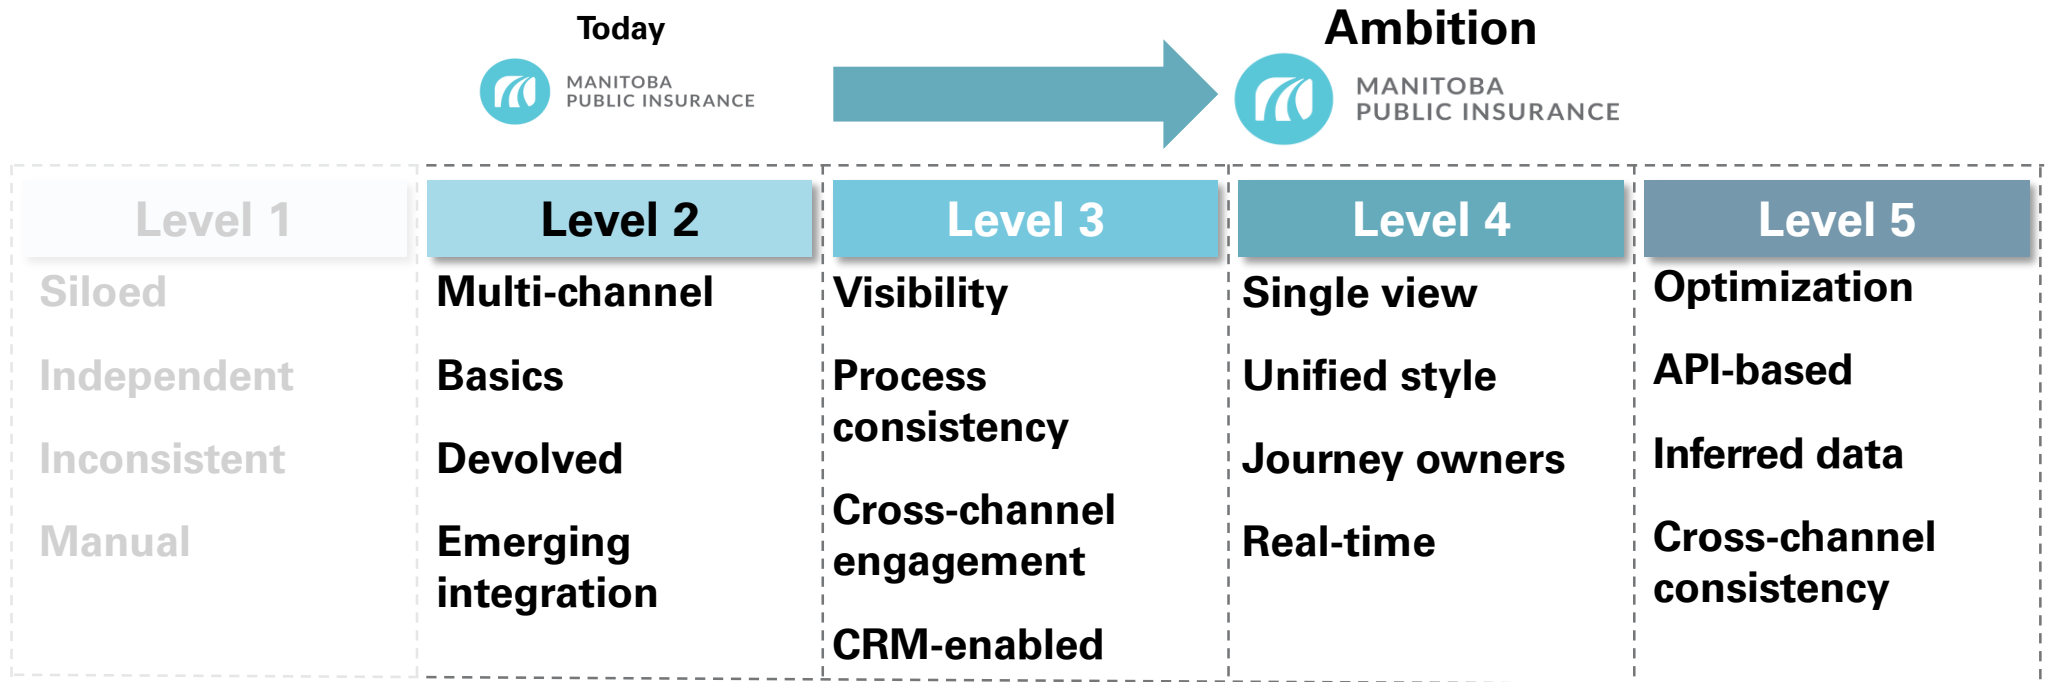 Today
MANITOBA
PUBLIC INSURANCE
Ambition
MANITOBA
PUBLIC INSURANCE
Level 1
Siloed
Independent
Inconsistent
Manual
Level 2
Multi-channel
Basics
Devolved
Emerging
integration
Level 3
Visibility
Process
consistency
Cross-channel
engagement
CRM-enabled
Level 4
Single view
Unified style
Journey owners
Real-time
Level 5
Optimization
API-based
Inferred data
Cross-channel
consistency